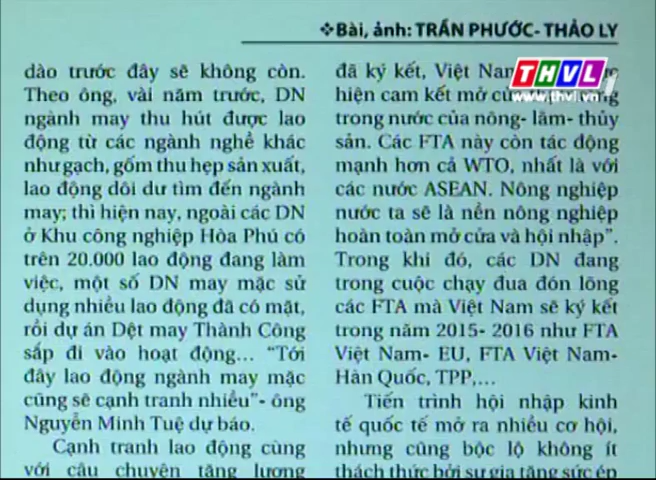 ❖Bài, ảnh: TRẦN PHƯỚC- THẢO LY
dào trước đây sẽ không còn.
Theo ông, vài năm trước, DN
ngành may thu hút được lao
động từ các ngành nghề khác
như gạch, gốm thu hẹp sản xuất,
lao động dôi dư tìm đến ngành
may; thì hiện nay, ngoài các DN
ở Khu công nghiệp Hòa Phú có
trên 20.000 lao động đang làm
việc, một số DN may mặc sử
dụng nhiều lao động đã có mặt,
rồi dự án Dệt may Thành Công
sắp đi vào hoạt động... “Tới
đây lao động ngành may mặc
cũng sẽ cạnh tranh nhiều”- ông
Nguyễn Minh Tuệ dự báo.
Cạnh tranh lao động cùng
với câu chuyện tăng lương
đã ký kết, Việt Nam
hiện cam kết mở
trong nước của nông- lâm- thủy
sản. Các FTA này còn tác động
mạnh hơn cả WTO, nhất là với
các nước ASEAN. Nông nghiệp
nước ta sẽ là nền nông nghiệp
hoàn toàn mở cửa và hội nhập”.
Trong khi đó, các DN đang
trong cuộc chạy đua đón lõng
các FTA mà Việt Nam sẽ ký kết
trong năm 2015- 2016 như FTA
Việt Nam- EU, FTA Việt Nam-
Hàn Quốc, TPP,...
Tiến trình hội nhập kinh
tế quốc tế mở ra nhiều cơ hội,
nhưng cũng bộc lộ không ít
thách thức bởi sự gia tăng sức ép
THVL1
www.thvl.vn